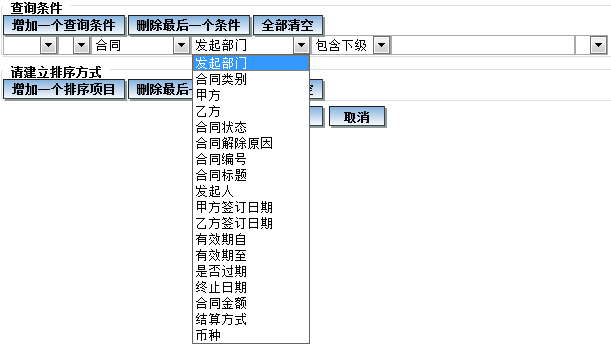 查询条件
增加一个查询条件 删除最后一个条件 全部清空
合同 发起部门 包含下级
发起部门
请建立排序方式
合同类别
增加一个排序项目 删除最后一 空
甲方
乙方
取消
合同状态
合同解除原因
合同编号
合同标题
发起人
甲方签订日期
乙方签订日期
有效期自
有效期至
是否过期
终止日期
合同金额
结算方式
币种